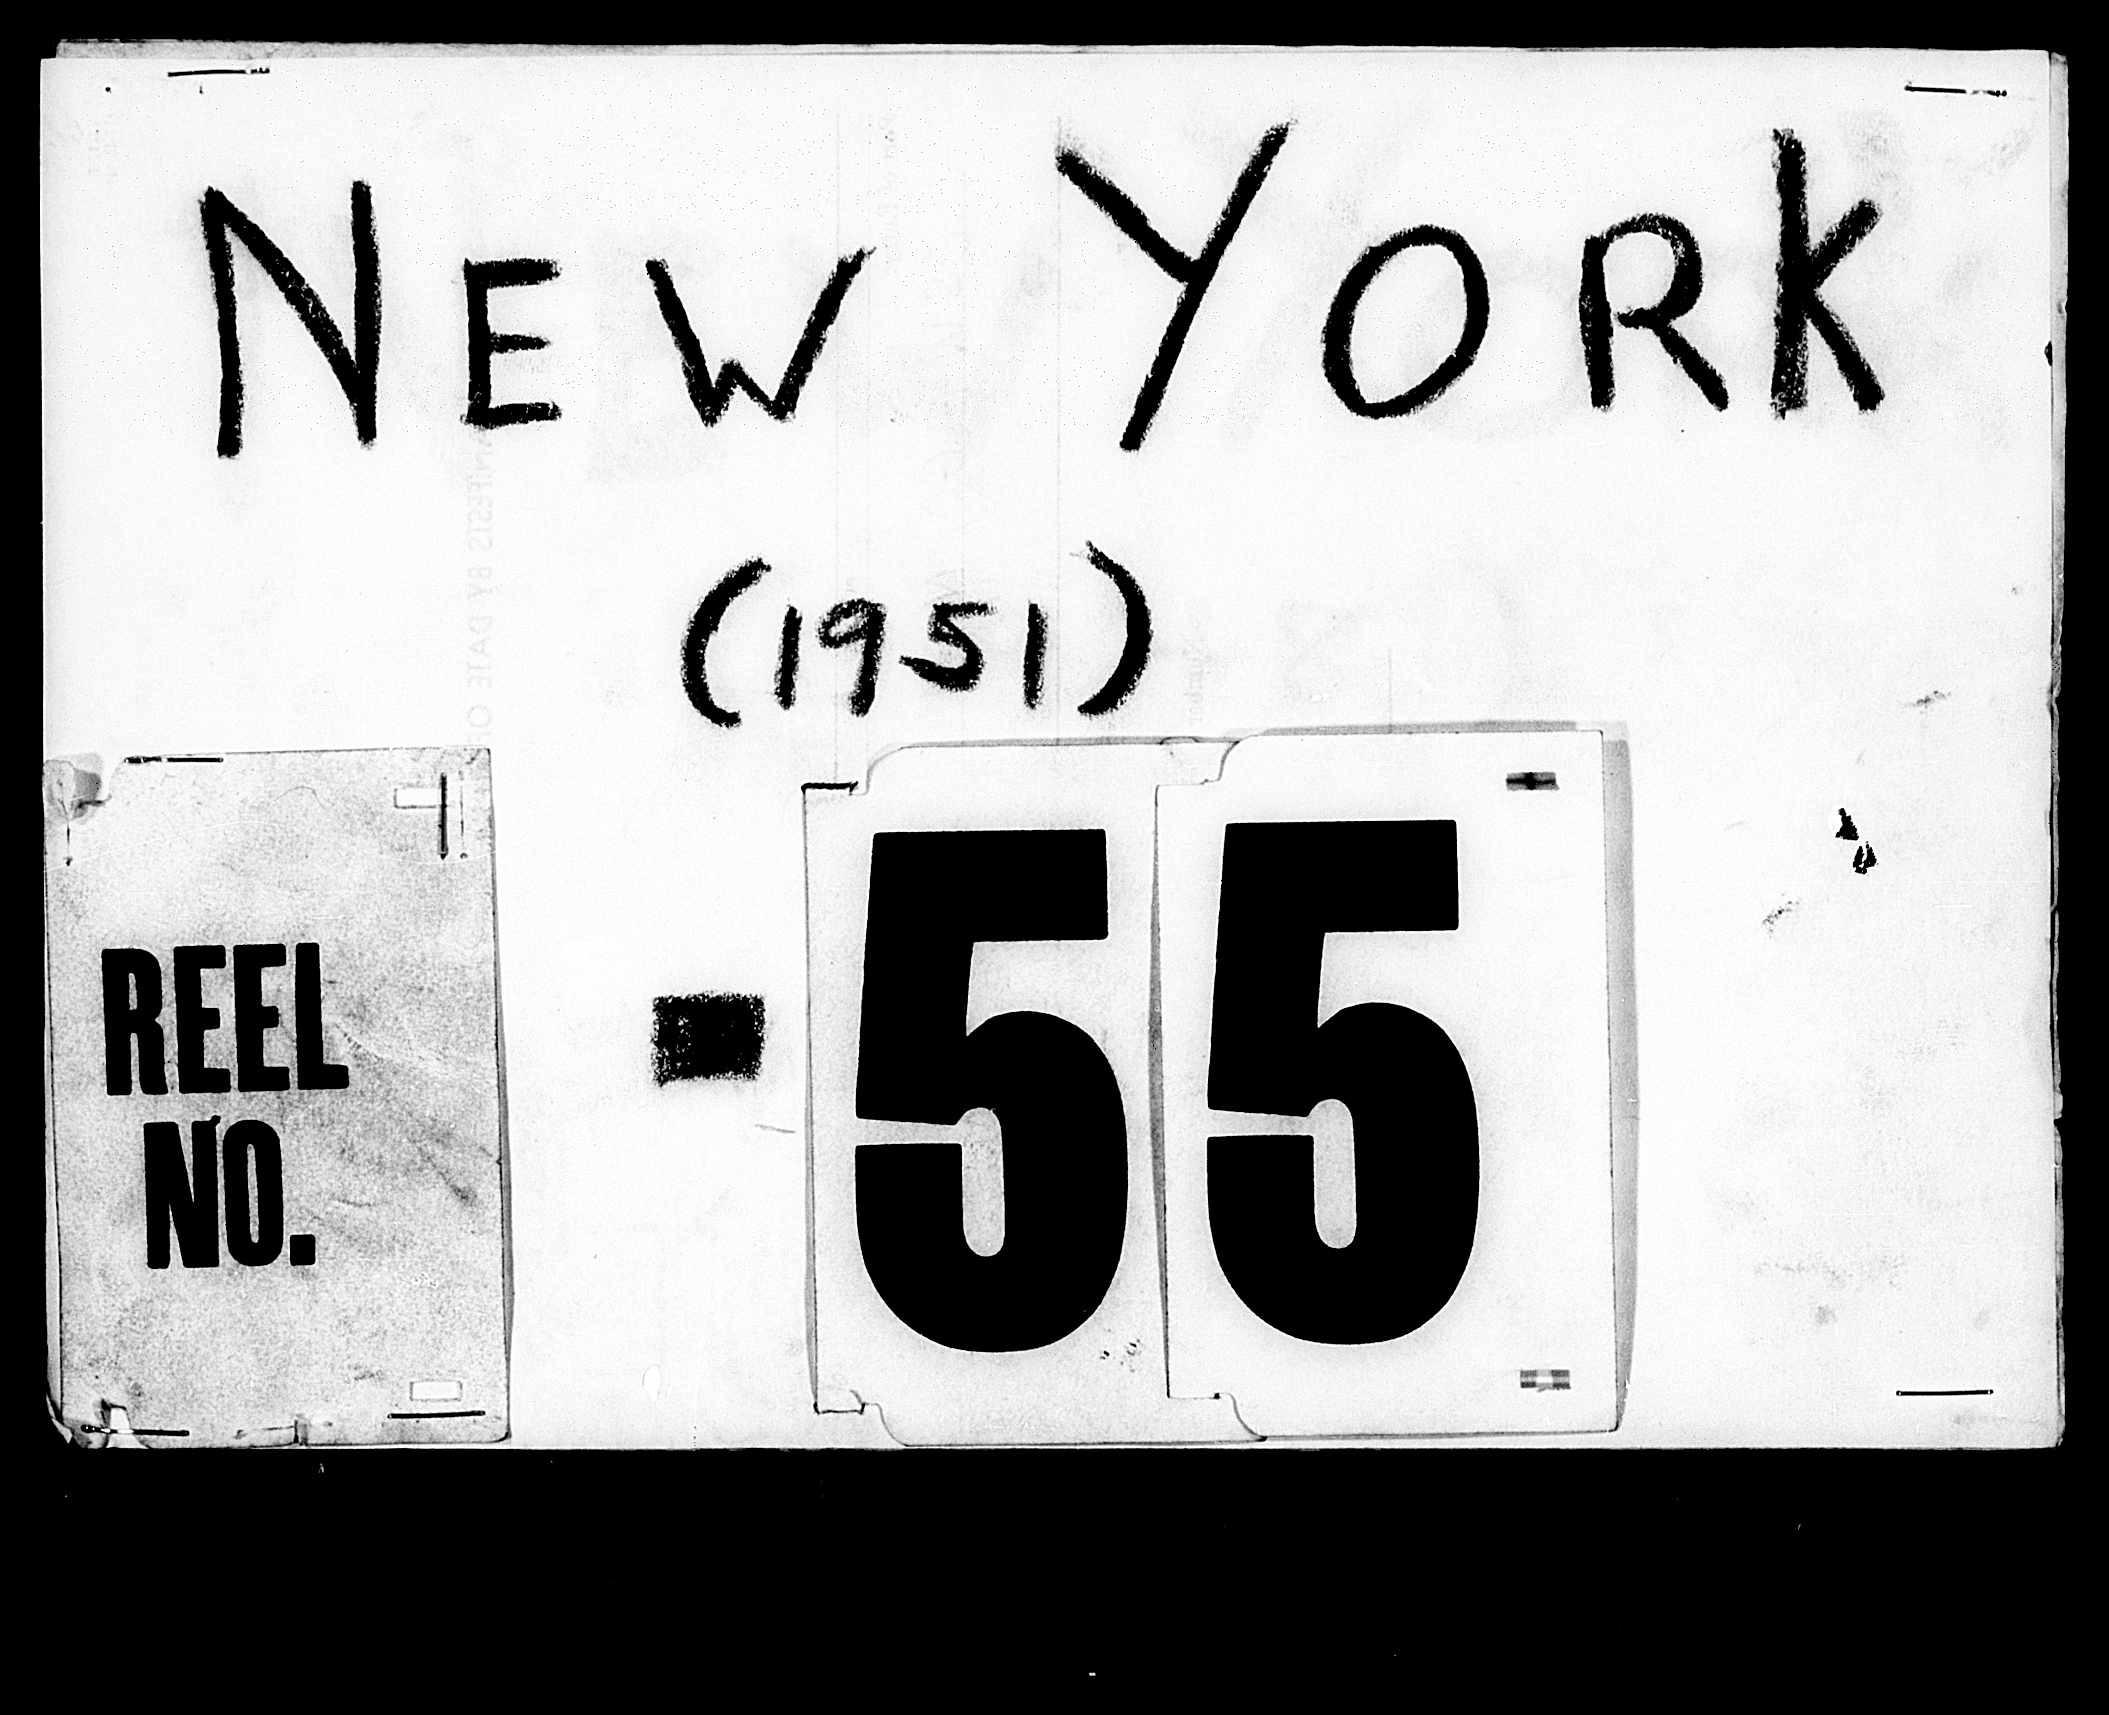 NEW YORK
(1951)
REEL
NO.
- 55